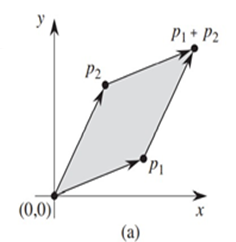 y
p₁ + p₂
p₂
p₁
(0,0)
x
(a)